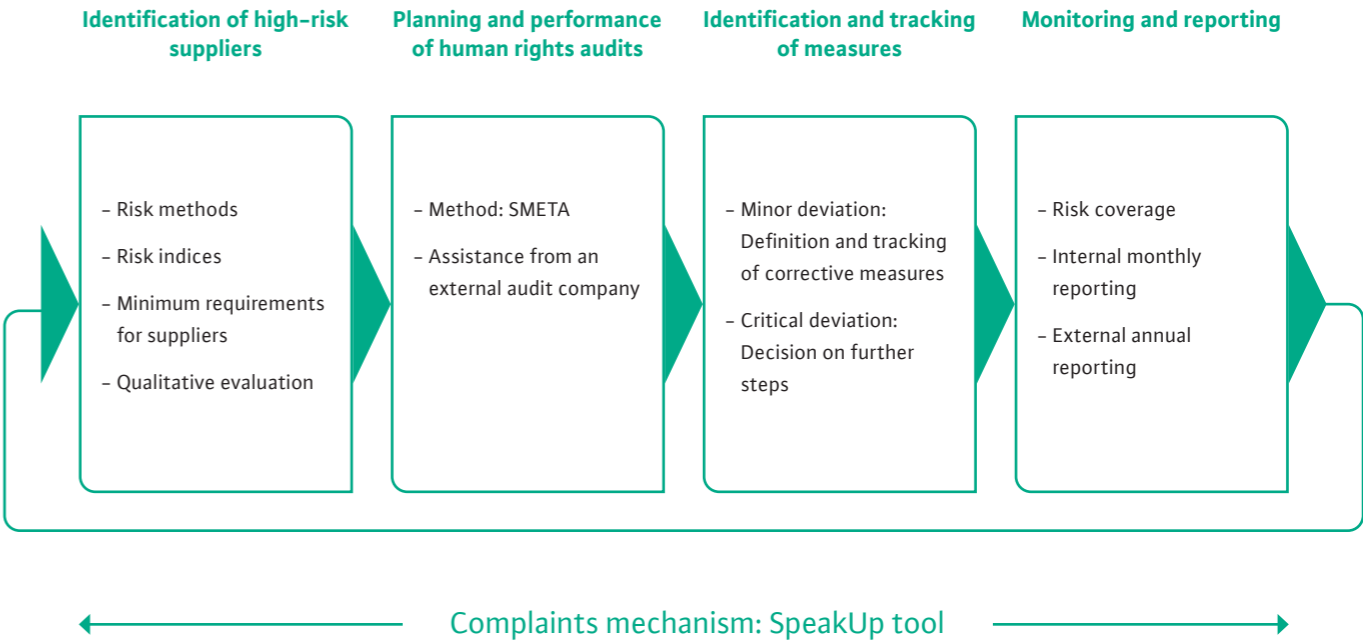 Identification of high-risk
suppliers
Planning and performance
of human rights audits
Identification and tracking
of measures
Monitoring and reporting
– Risk methods
– Risk indices
– Minimum requirements
for suppliers
– Qualitative evaluation
– Method: SMETA
– Assistance from an
external audit company
– Minor deviation:
Definition and tracking
of corrective measures
– Critical deviation:
Decision on further
steps
– Risk coverage
– Internal monthly
reporting
– External annual
reporting
Complaints mechanism: SpeakUp tool